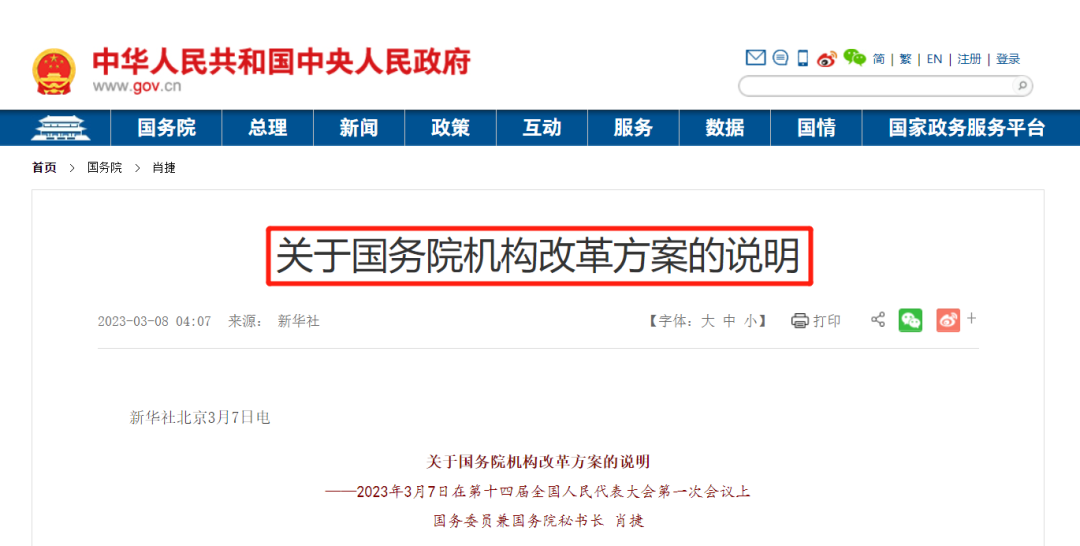 中华人民共和国中央人民政府
www.gov.cn
简 | 繁 | EN | 注册 | 登录
国务院 总理 新闻 政策 互动 服务 数据 国情 国家政务服务平台
首页 > 国务院 > 肖捷
关于国务院机构改革方案的说明
2023-03-08 04:07 来源: 新华社 【字体: 大 中 小】 打印 +
新华社北京3月7日电
关于国务院机构改革方案的说明
——2023年3月7日在第十四届全国人民代表大会第一次会议上
国务委员兼国务院秘书长 肖捷